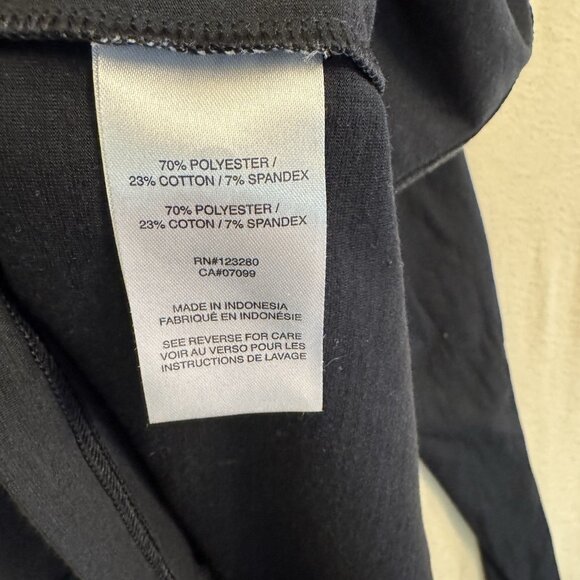 70% POLYESTER /
23% COTTON / 7% SPANDEX
70% POLYESTER /
23% COTON / 7% SPANDEX
RN#123280
CA#07099
MADE IN INDONESIA
FABRIQUÉ EN INDONÉSIE
SEE REVERSE FOR CARE
VOIR AU VERSO POUR LES
INSTRUCTIONS DE LAVAGE